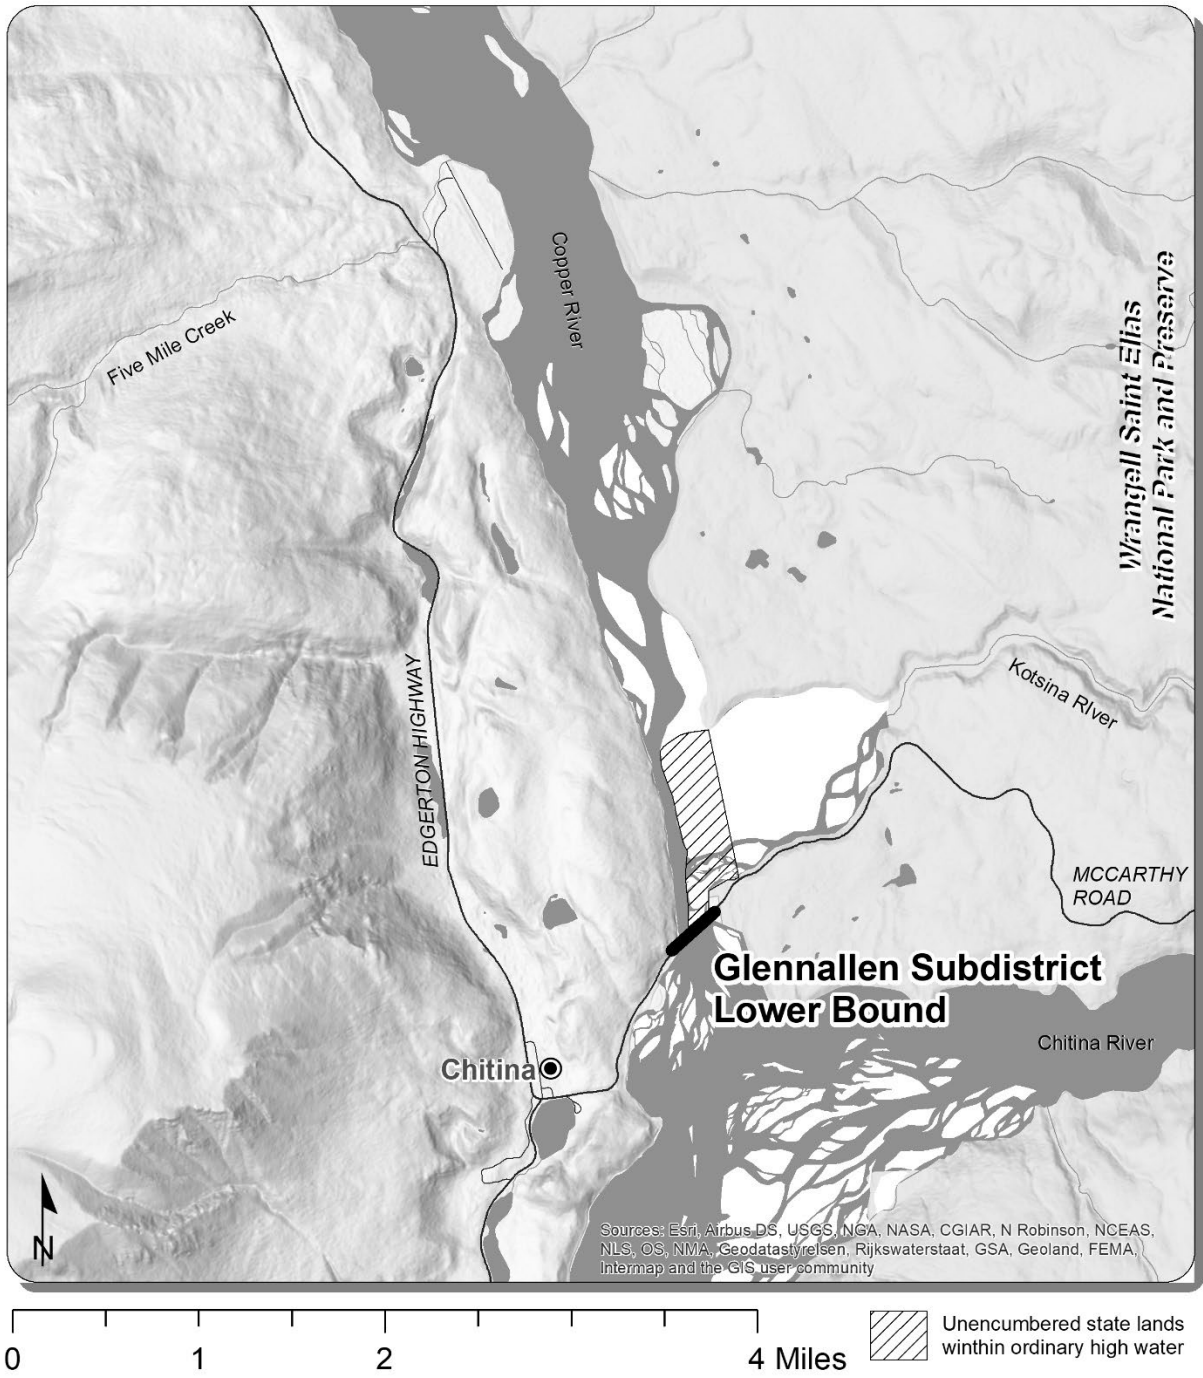 Copper River
Five Mile Creek
Wrangell Saint Elias
National Park and Preserve
Kotsina RIver
EDGERTON HIGHWAY
MCCARTHY
ROAD
Glennallen Subdistrict
Lower Bound
Chitina River
Chitina
N
Sources: Esri, Airbus DS, USGS, NGA, NASA, CGIAR, N Robinson, NCEAS,
NLS, OS, NMA, Geodatastyrelsen, Rijkswaterstaat, GSA, Geoland, FEMA,
Intermap and the GIS user community
0 1 2 4 Miles
Unencumbered state lands
winthin ordinary high water